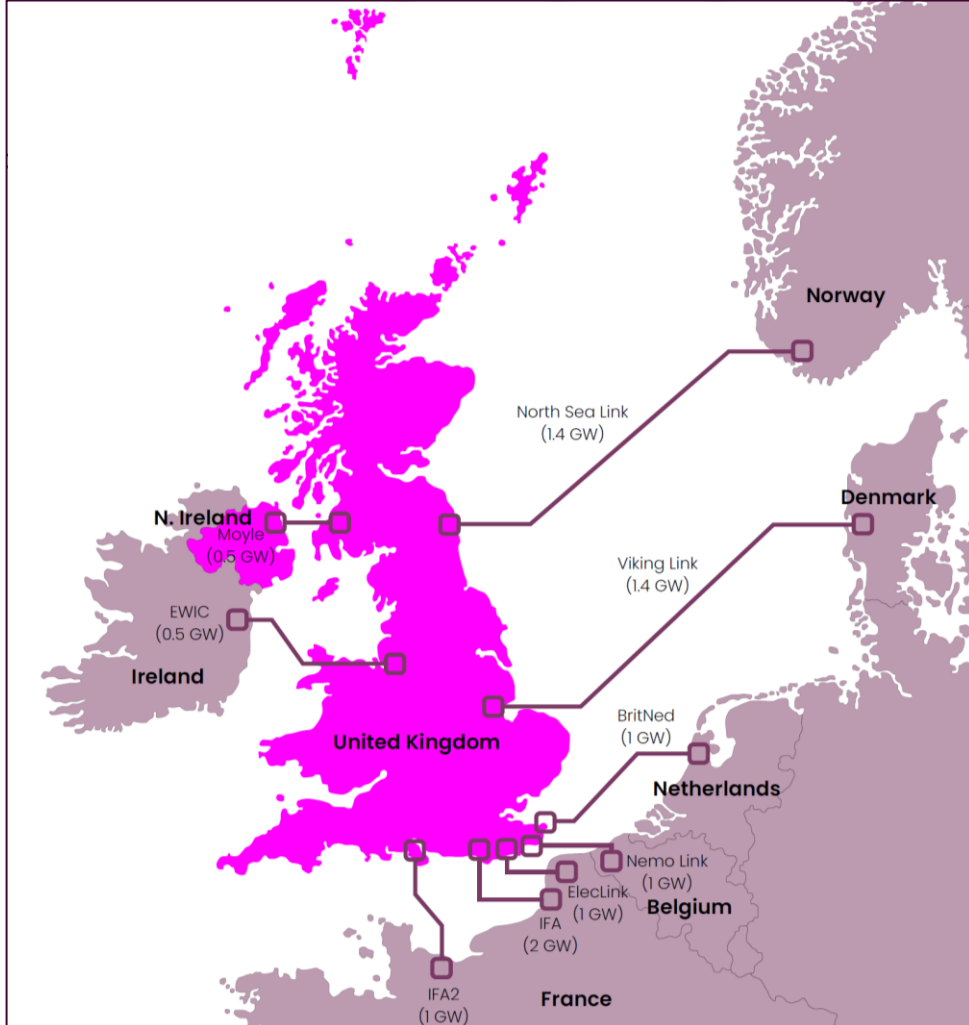 Norway
North Sea Link
(1.4 GW)
Denmark
N. Ireland
Moyle
(0.5 GW)
Viking Link
(1.4 GW)
EWIC
(0.5 GW)
Ireland
BritNed
(1 GW)
United Kingdom
Netherlands
Nemo Link
(1 GW)
ElecLink
(1 GW)
Belgium
IFA
(2 GW)
IFA2
(1 GW)
France